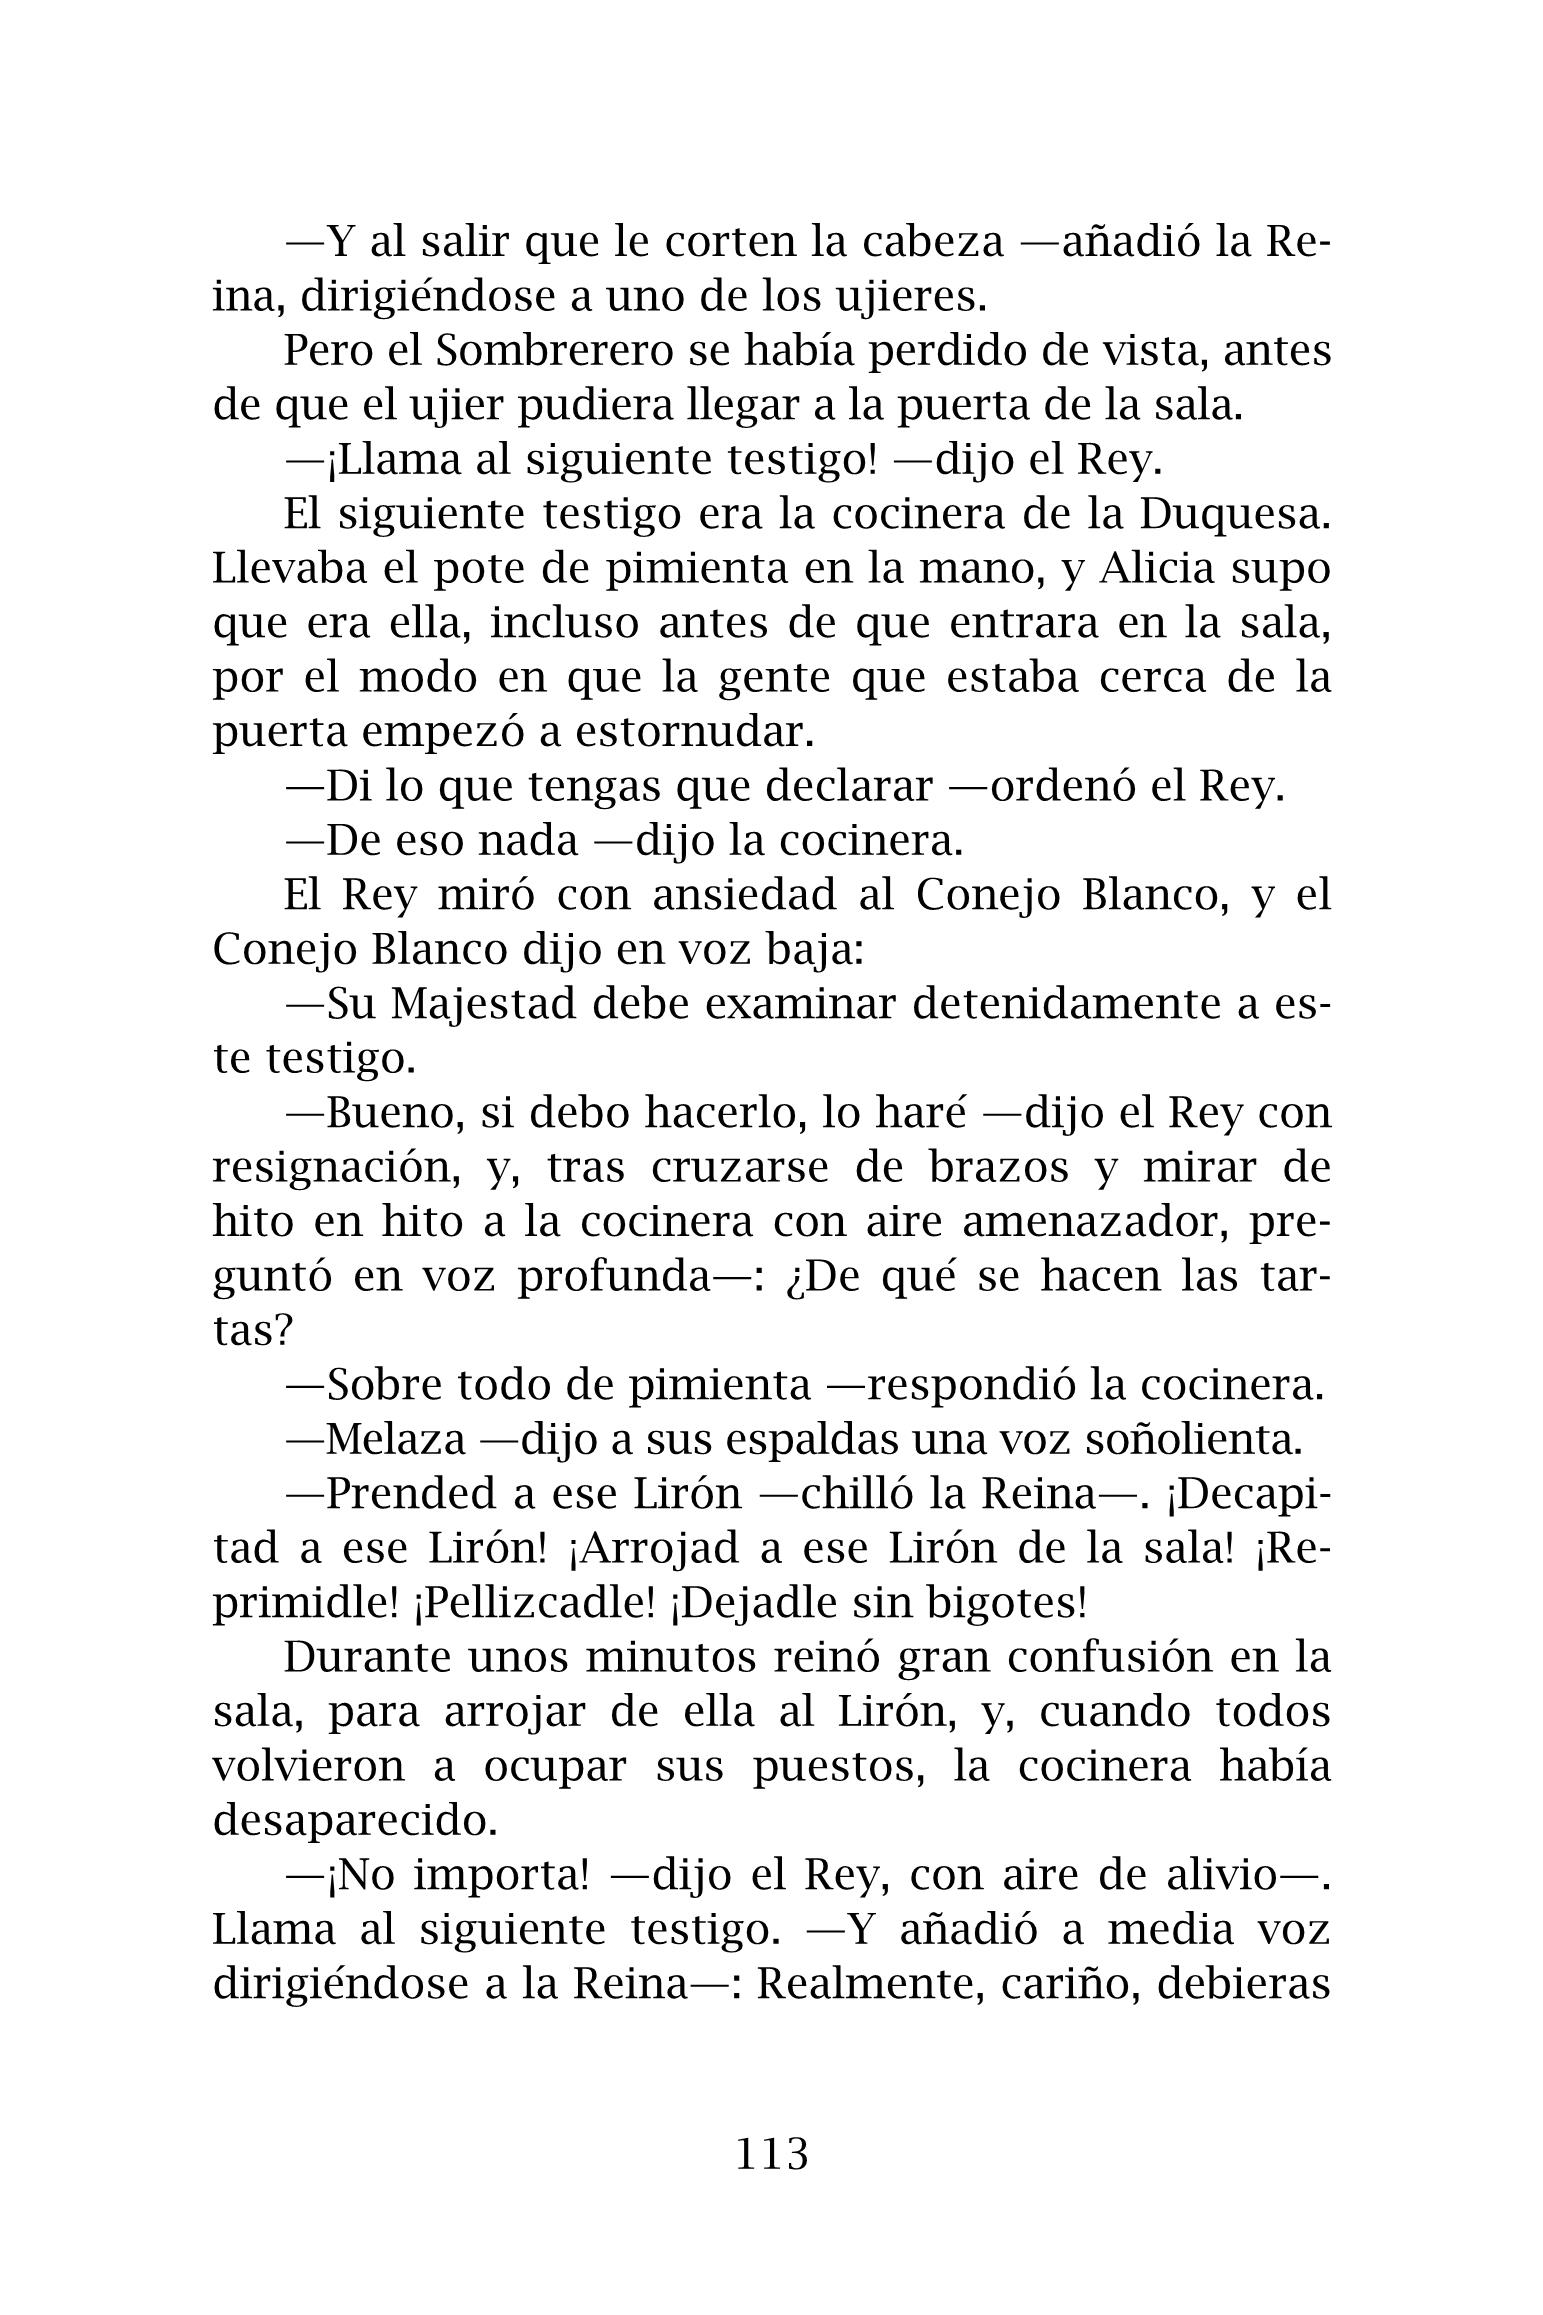 —Y al salir que le corten la cabeza —añadió la Re-
ina, dirigiéndose a uno de los ujieres.
Pero el Sombrerero se había perdido de vista, antes
de que el ujier pudiera llegar a la puerta de la sala.
—¡Llama al siguiente testigo! —dijo el Rey.
El siguiente testigo era la cocinera de la Duquesa.
Llevaba el pote de pimienta en la mano, y Alicia supo
que era ella, incluso antes de que entrara en la sala,
por el modo en que la gente que estaba cerca de la
puerta empezó a estornudar.
—Di lo que tengas que declarar —ordenó el Rey.
—De eso nada —dijo la cocinera.
El Rey miró con ansiedad al Conejo Blanco, y el
Conejo Blanco dijo en voz baja:
—Su Majestad debe examinar detenidamente a es-
te testigo.
—Bueno, si debo hacerlo, lo haré —dijo el Rey con
resignación, y, tras cruzarse de brazos y mirar de
hito en hito a la cocinera con aire amenazador, pre-
guntó en voz profunda—: ¿De qué se hacen las tar-
tas?
—Sobre todo de pimienta —respondió la cocinera.
—Melaza —dijo a sus espaldas una voz soñolienta.
—Prended a ese Lirón —chilló la Reina—. ¡Decapi-
tad a ese Lirón! ¡Arrojad a ese Lirón de la sala! ¡Re-
primidle! ¡Pellizcadle! ¡Dejadle sin bigotes!
Durante unos minutos reinó gran confusión en la
sala, para arrojar de ella al Lirón, y, cuando todos
volvieron a ocupar sus puestos, la cocinera había
desaparecido.
—¡No importa! —dijo el Rey, con aire de alivio—.
Llama al siguiente testigo. —Y añadió a media voz
dirigiéndose a la Reina—: Realmente, cariño, debieras
113